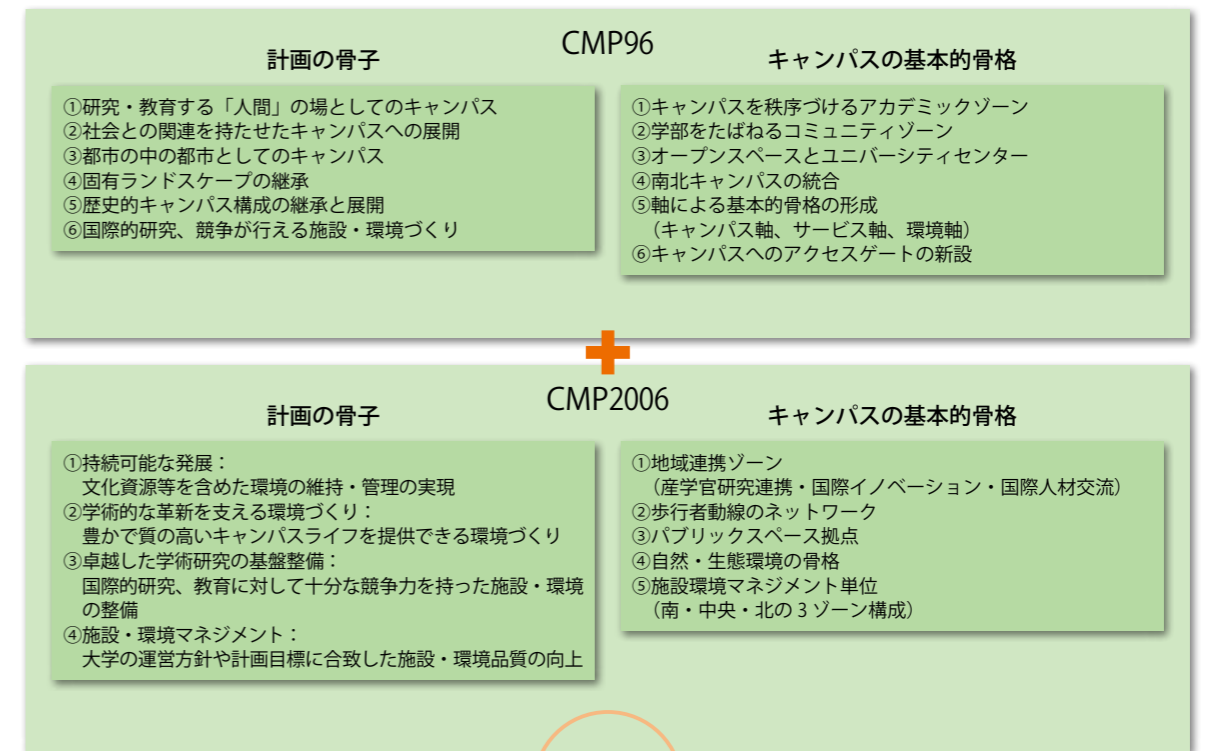 CMP96
計画の骨子
①研究・教育する「人間」の場としてのキャンパス
②社会との関連を持たせたキャンパスへの展開
③都市の中の都市としてのキャンパス
④固有ランドスケープの継承
⑤歴史的キャンパス構成の継承と展開
⑥国際的研究、競争が行える施設・環境づくり
キャンパスの基本的骨格
①キャンパスを秩序づけるアカデミックゾーン
②学部をたばねるコミュニティゾーン
③オープンスペースとユニバーシティセンター
④南北キャンパスの統合
⑤軸による基本的骨格の形成
（キャンパス軸、サービス軸、環境軸）
⑥キャンパスへのアクセスゲートの新設
CMP2006
計画の骨子
①持続可能な発展：
文化資源等を含めた環境の維持・管理の実現
②学術的な革新を支える環境づくり：
豊かで質の高いキャンパスライフを提供できる環境づくり
③卓越した学術研究の基盤整備：
国際的研究、教育に対して十分な競争力を持った施設・環境
の整備
④施設・環境マネジメント：
大学の運営方針や計画目標に合致した施設・環境品質の向上
キャンパスの基本的骨格
①地域連携ゾーン
（産学官研究連携・国際イノベーション・国際人材交流）
②歩行者動線のネットワーク
③パブリックスペース拠点
④自然・生態環境の骨格
⑤施設環境マネジメント単位
（南・中央・北の3ゾーン構成）